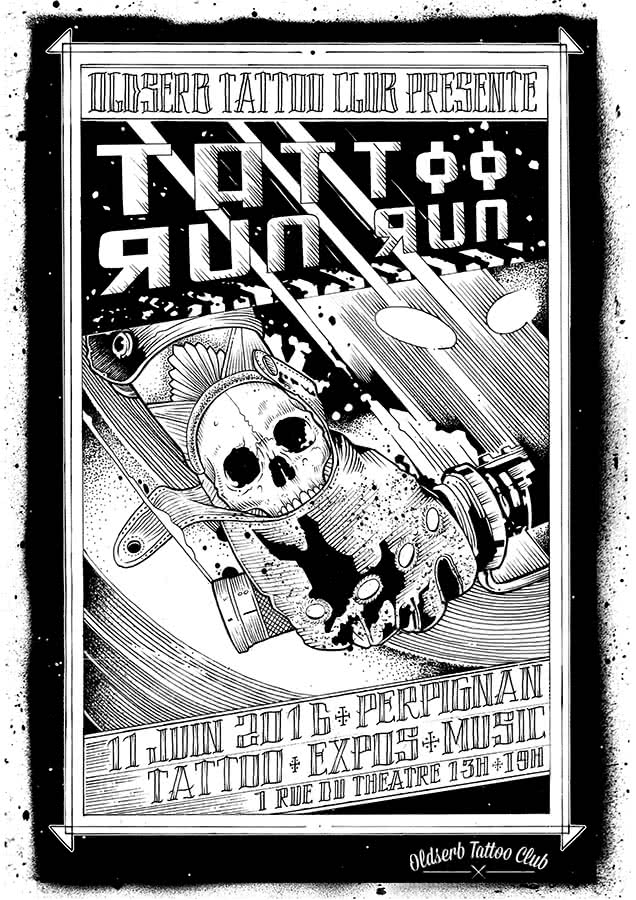 OLDSERB TATTOO CLUB PRESENTE
TATTOO
RUN RUN
11 JUIN 2016 PERPIGNAN
TATTOO EXPOS MUSIC
1 RUE DU THEATRE 13H 19H
Oldserb Tattoo Club